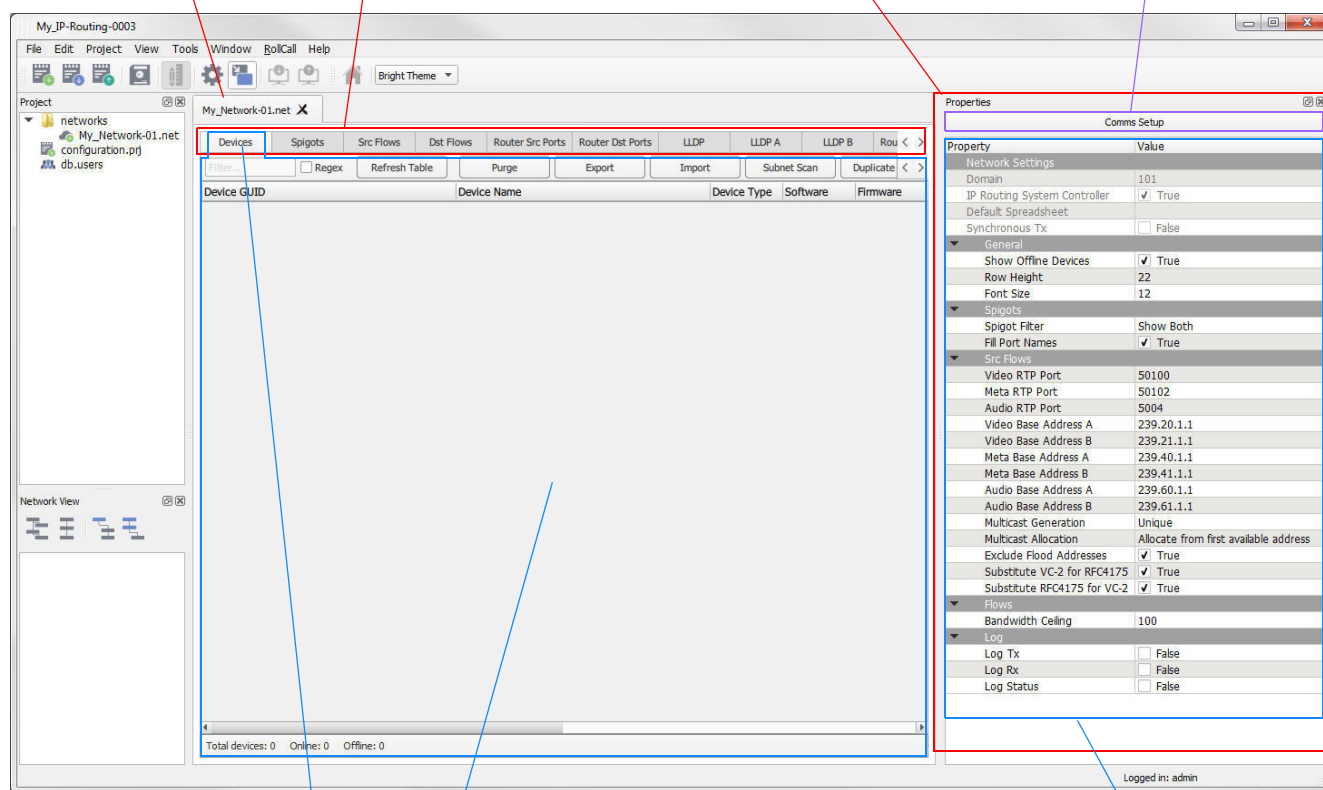 My_IP-Routing-0003
File Edit Project View Tools Window RollCall Help
Bright Theme
Project
networks
My_Network-01.net
configuration.prj
db.users
Network View
My_Network-01.net
Devices Spigots Src Flows Dst Flows Router Src Ports Router Dst Ports LLDP LLDP A LLDP B Rou
Filter... Regex Refresh Table Purge Export Import Subnet Scan Duplicate
Device GUID Device Name Device Type Software Firmware
Total devices: 0 Online: 0 Offline: 0
Properties
Comms Setup
Property Value
Network Settings
Domain 101
IP Routing System Controller True
Default Spreadsheet
Synchronous Tx False
General
Show Offline Devices True
Row Height 22
Font Size 12
Spigots
Spigot Filter Show Both
Fill Port Names True
Src Flows
Video RTP Port 50100
Meta RTP Port 50102
Audio RTP Port 5004
Video Base Address A 239.20.1.1
Video Base Address B 239.21.1.1
Meta Base Address A 239.40.1.1
Meta Base Address B 239.41.1.1
Audio Base Address A 239.60.1.1
Audio Base Address B 239.61.1.1
Multicast Generation Unique
Multicast Allocation Allocate from first available address
Exclude Flood Addresses True
Substitute VC-2 for RFC4175 True
Substitute RFC4175 for VC-2 True
Flows
Bandwidth Ceiling 100
Log
Log Tx False
Log Rx False
Log Status False
Logged in: admin